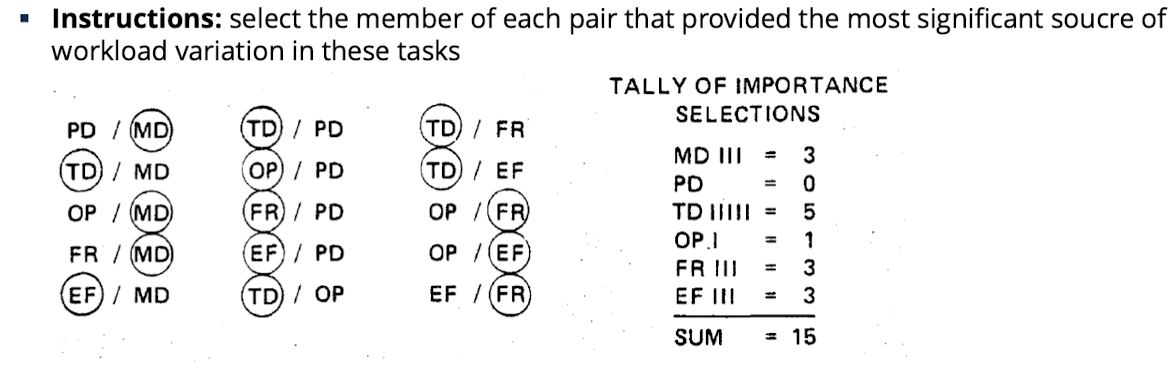 ▪ Instructions: select the member of each pair that provided the most significant soucre of
workload variation in these tasks
PD / MD
TD / MD
OP / MD
FR / MD
EF / MD
TD / PD
OP / PD
FR / PD
EF / PD
TD / OP
TD / FR
TD / EF
OP / FR
OP / EF
EF / FR
TALLY OF IMPORTANCE
SELECTIONS
MD III = 3
PD = 0
TD IIIII = 5
OP I = 1
FR III = 3
EF III = 3
SUM = 15